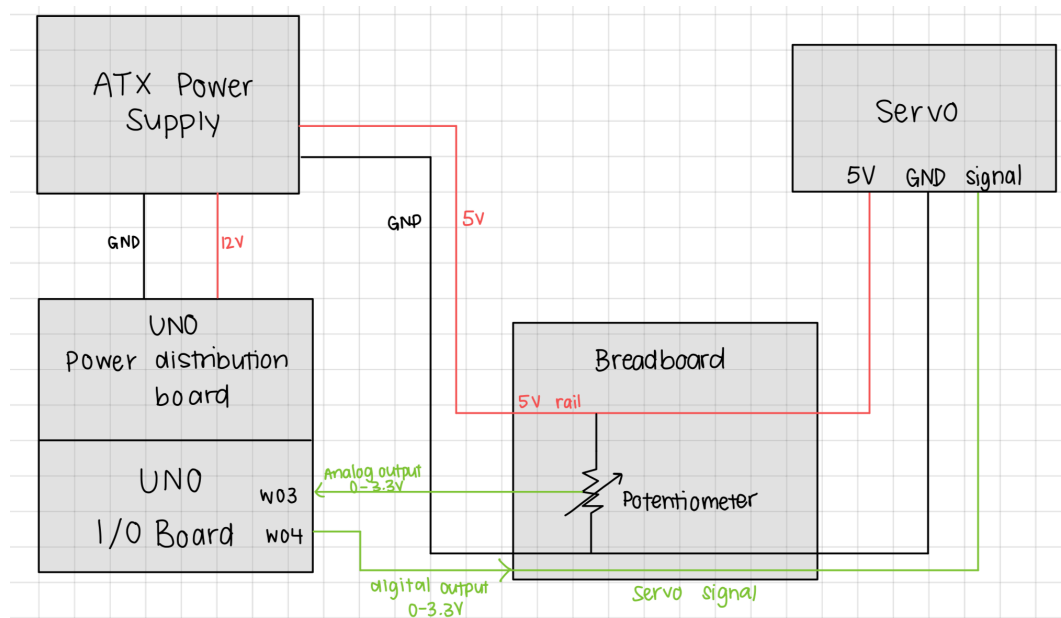 ATX Power
Supply
Servo
5V GND signal
GND
5V
GND
12V
UNO
Power distribution
board
Breadboard
5V rail
UNO
I/O Board
W03
W04
Analog output
0-3.3V
Potentiometer
digital output
0-3.3V
Servo signal